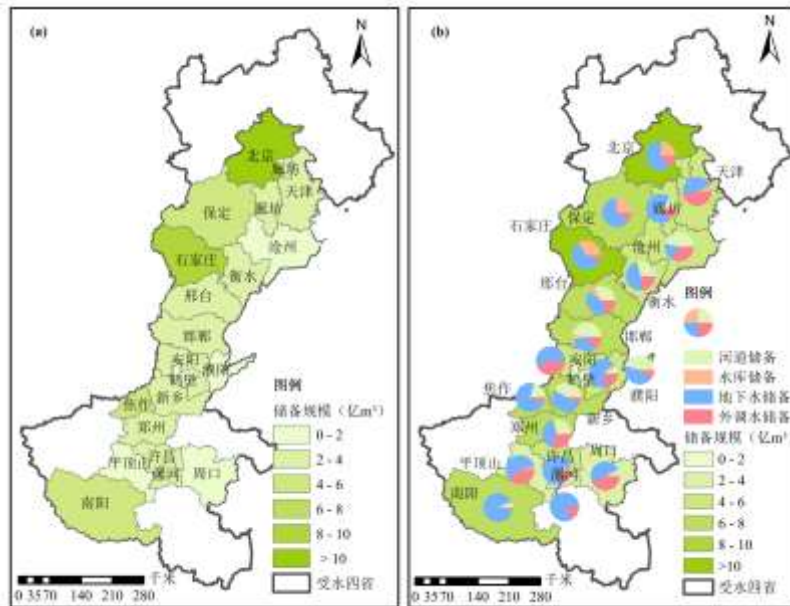 (a)
N
北京
廊坊
天津
保定
廊坊
沧州
石家庄
衡水
邢台
邯郸
安阳
鹤壁
濮阳
焦作
新乡
郑州
平顶山
许昌
漯河
周口
南阳
图例
储备规模（亿m³）
0 - 2
2 - 4
4 - 6
6 - 8
8 - 10
> 10
受水四省
千米
0 35 70 140 210 280
(b)
N
北京
天津
保定
廊坊
石家庄
沧州
邢台
衡水
邯郸
安阳
鹤壁
焦作
濮阳
新乡
郑州
平顶山
许昌
周口
漯河
南阳
图例
河道储备
水库储备
地下水储备
外调水储备
储备规模（亿m³）
0 - 2
2 - 4
4 - 6
6 - 8
8 - 10
>10
受水四省
千米
0 35 70 140 210 280